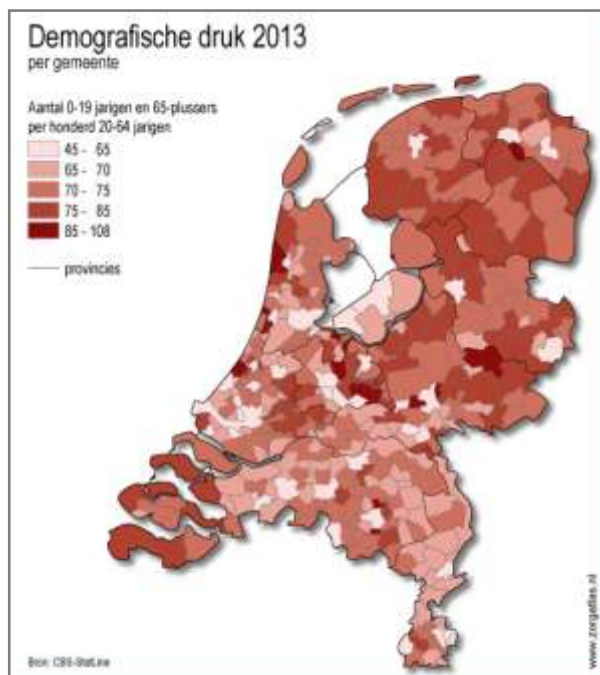 Demografische druk 2013
per gemeente
Aantal 0-19 jarigen en 65-plussers
per honderd 20-64 jarigen
45 - 65
65 - 70
70 - 75
75 - 85
85 - 108
provincies
Bron: CBS-StatLine
www.zorgatlas.nl